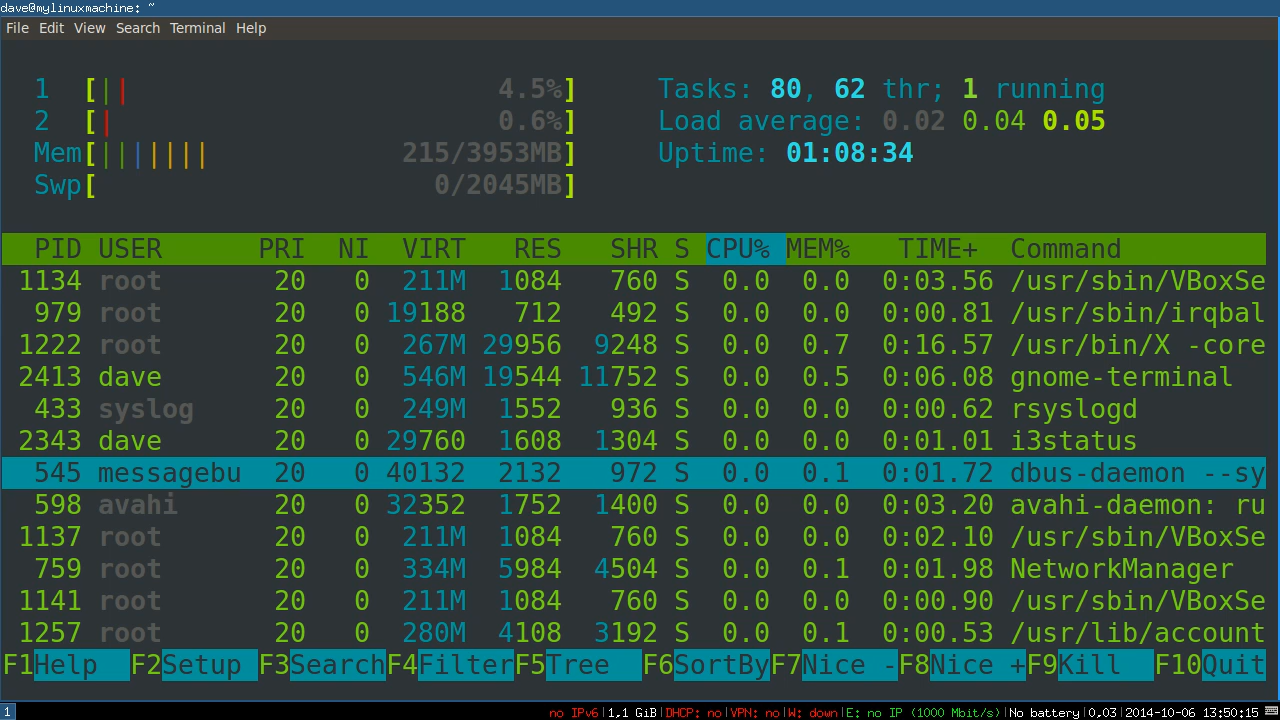 dave@mylinuxmachine: ~
File Edit View Search Terminal Help
1 [|| 4.5%] Tasks: 80, 62 thr; 1 running
2 [| 0.6%] Load average: 0.02 0.04 0.05
Mem[||||||| 215/3953MB] Uptime: 01:08:34
Swp[ 0/2045MB]
PID USER PRI NI VIRT RES SHR S CPU% MEM% TIME+ Command
1134 root 20 0 211M 1084 760 S 0.0 0.0 0:03.56 /usr/sbin/VBoxSe
979 root 20 0 19188 712 492 S 0.0 0.0 0:00.81 /usr/sbin/irqbal
1222 root 20 0 267M 29956 9248 S 0.0 0.7 0:16.57 /usr/bin/X -core
2413 dave 20 0 546M 19544 11752 S 0.0 0.5 0:06.08 gnome-terminal
433 syslog 20 0 249M 1552 936 S 0.0 0.0 0:00.62 rsyslogd
2343 dave 20 0 29760 1608 1304 S 0.0 0.0 0:01.01 i3status
545 messagebu 20 0 40132 2132 972 S 0.0 0.1 0:01.72 dbus-daemon --sy
598 avahi 20 0 32352 1752 1400 S 0.0 0.0 0:03.20 avahi-daemon: ru
1137 root 20 0 211M 1084 760 S 0.0 0.0 0:02.10 /usr/sbin/VBoxSe
759 root 20 0 334M 5984 4504 S 0.0 0.1 0:01.98 NetworkManager
1141 root 20 0 211M 1084 760 S 0.0 0.0 0:00.90 /usr/sbin/VBoxSe
1257 root 20 0 280M 4108 3192 S 0.0 0.1 0:00.53 /usr/lib/account
F1Help F2Setup F3SearchF4FilterF5Tree F6SortByF7Nice -F8Nice +F9Kill F10Quit
1 no IPv6|1,1 GiB|DHCP: no|VPN: no|W: down|E: no IP (1000 Mbit/s)|No battery|0,03|2014-10-06 13:50:15